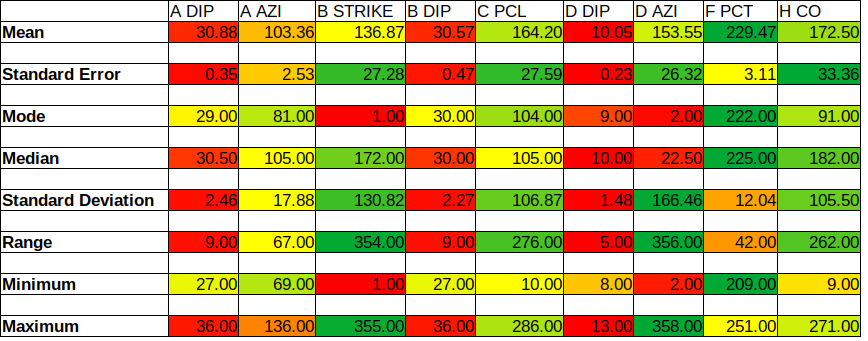 A DIP A AZI B STRIKE B DIP C PCL D DIP D AZI F PCT H CO
Mean 30.88 103.36 136.87 30.57 164.20 10.05 153.55 229.47 172.50
Standard Error 0.35 2.53 27.28 0.47 27.59 0.23 26.32 3.11 33.36
Mode 29.00 81.00 1.00 30.00 104.00 9.00 2.00 222.00 91.00
Median 30.50 105.00 172.00 30.00 105.00 10.00 22.50 225.00 182.00
Standard Deviation 2.46 17.88 130.82 2.27 106.87 1.48 166.46 12.04 105.50
Range 9.00 67.00 354.00 9.00 276.00 5.00 356.00 42.00 262.00
Minimum 27.00 69.00 1.00 27.00 10.00 8.00 2.00 209.00 9.00
Maximum 36.00 136.00 355.00 36.00 286.00 13.00 358.00 251.00 271.00